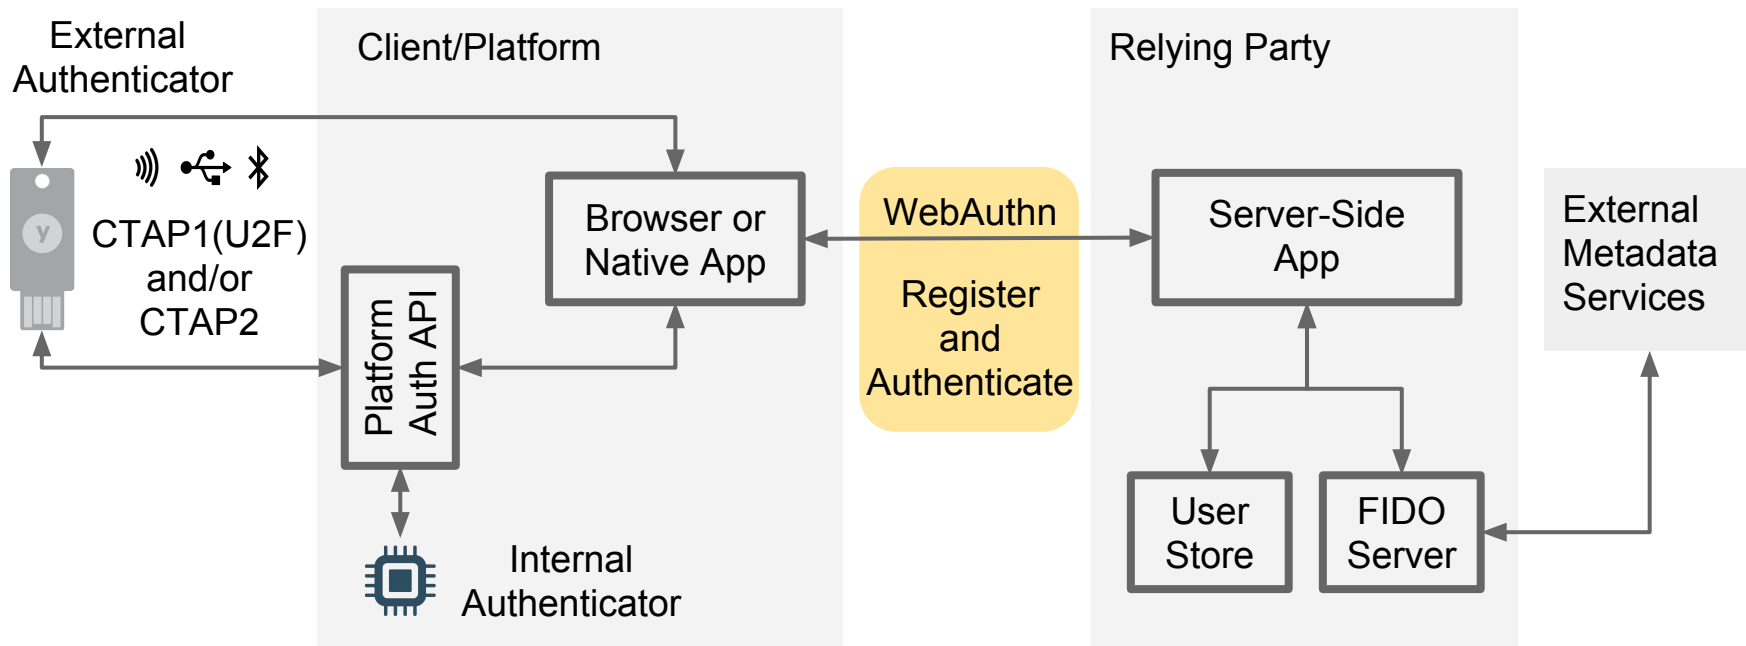 External
Authenticator
Client/Platform
Relying Party
y
CTAP1(U2F)
and/or
CTAP2
Browser or
Native App
Platform
Auth API
Internal
Authenticator
WebAuthn
Register
and
Authenticate
Server-Side
App
User
Store
FIDO
Server
External
Metadata
Services